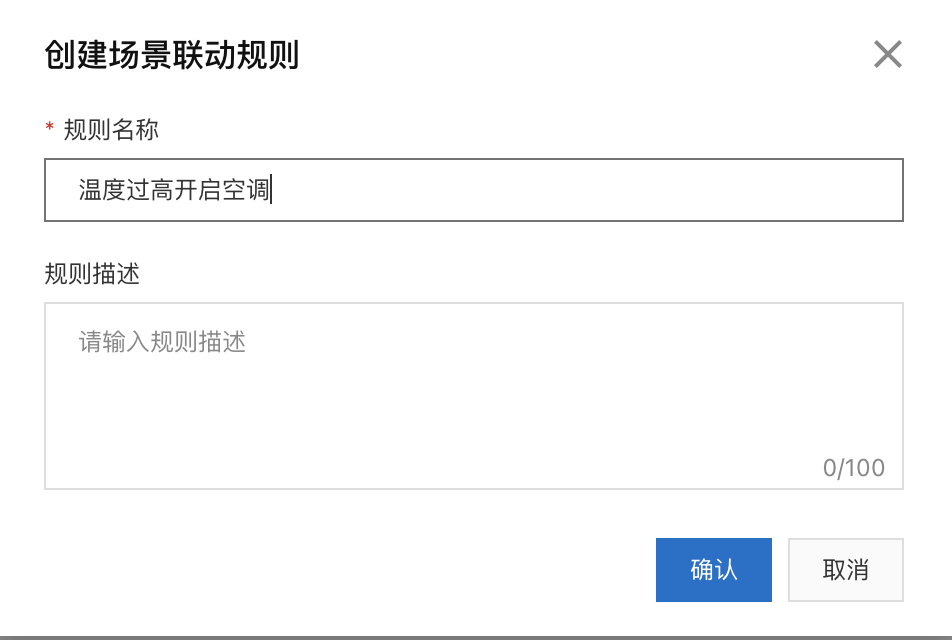 创建场景联动规则
* 规则名称
温度过高开启空调
规则描述
请输入规则描述
0/100
确认 取消